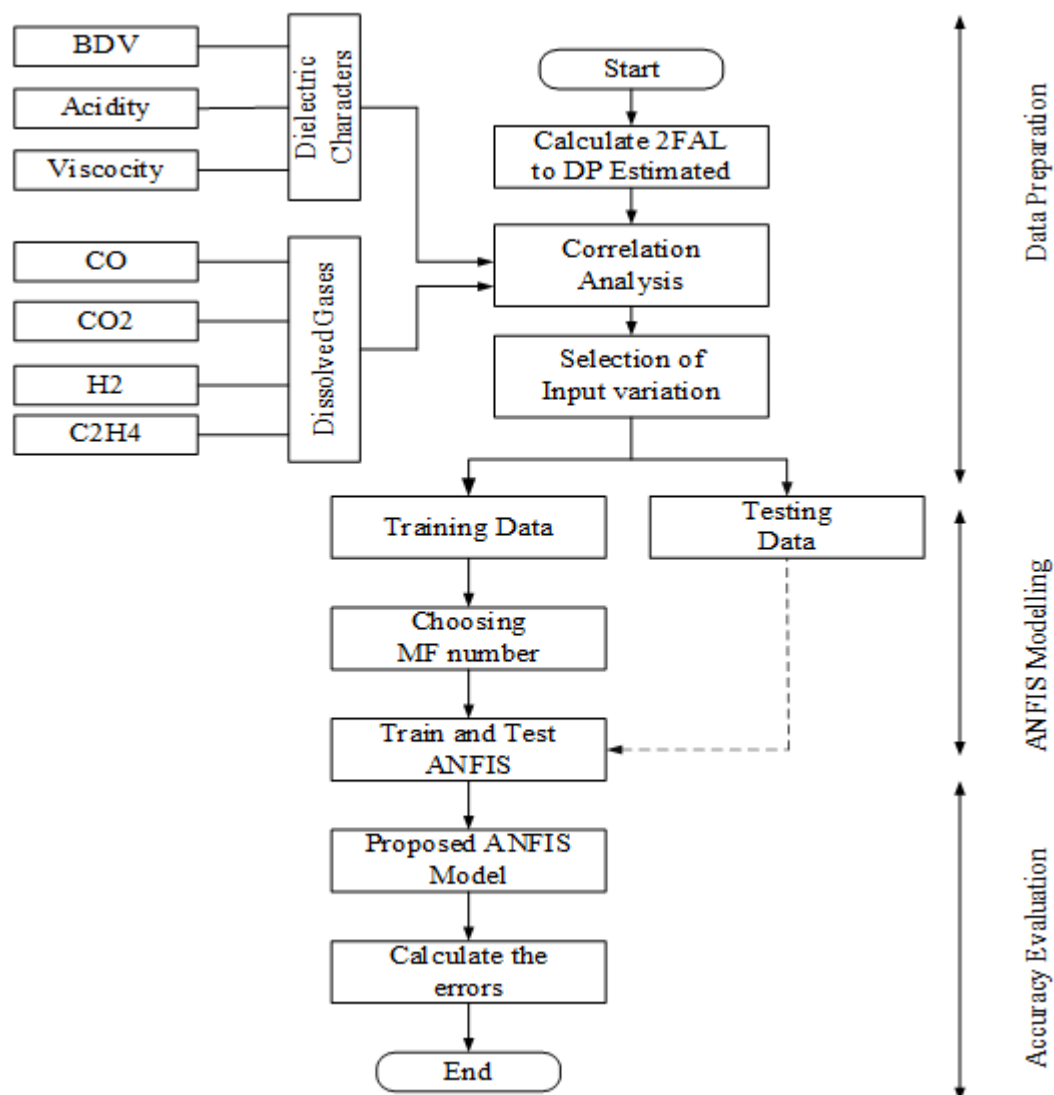 BDV
Acidity
Viscocity
Dielectric
Characters
CO
CO2
H2
C2H4
Dissolved Gases
Start
Calculate 2FAL
to DP Estimated
Correlation
Analysis
Selection of
Input variation
Training Data
Testing
Data
Choosing
MF number
Train and Test
ANFIS
Proposed ANFIS
Model
Calculate the
errors
End
Data Preparation
ANFIS Modelling
Accuracy Evaluation